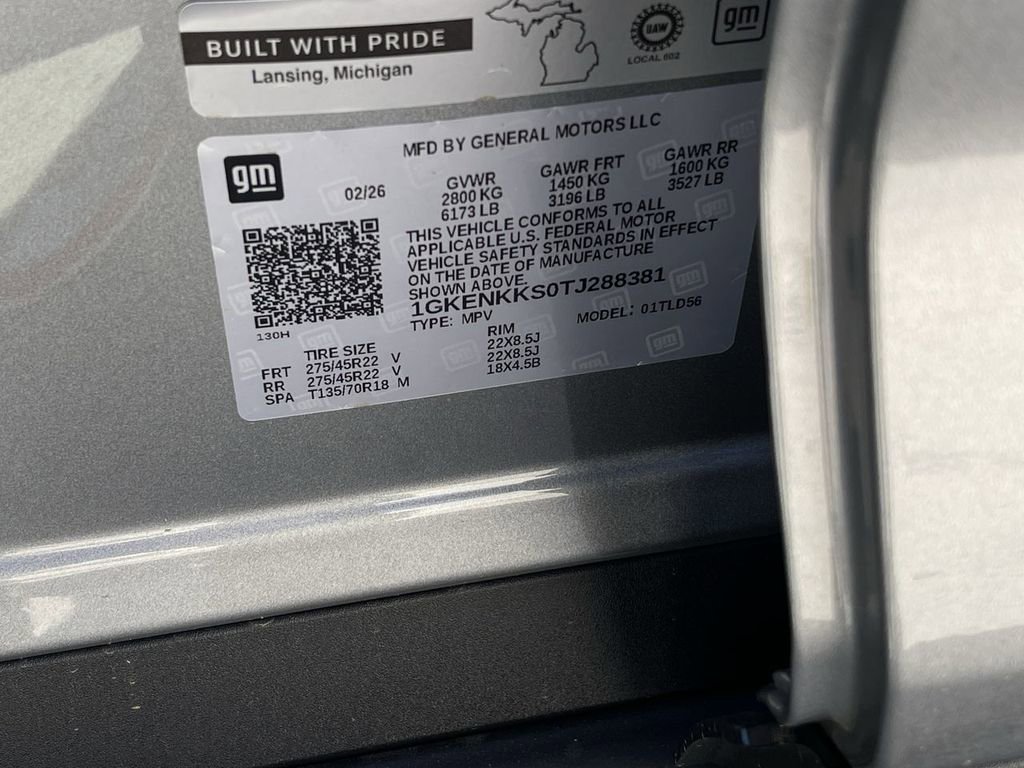 BUILT WITH PRIDE
Lansing, Michigan
UAW
LOCAL 602
gm
MFD BY GENERAL MOTORS LLC
gm
02/26
GVWR GAWR FRT GAWR RR
2800 KG 1450 KG 1600 KG
6173 LB 3196 LB 3527 LB
THIS VEHICLE CONFORMS TO ALL
APPLICABLE U.S. FEDERAL MOTOR
VEHICLE SAFETY STANDARDS IN EFFECT
ON THE DATE OF MANUFACTURE
SHOWN ABOVE.
1GKENKKS0TJ288381
TYPE: MPV MODEL: 01TLD56
130H
TIRE SIZE RIM
FRT 275/45R22 V 22X8.5J
RR 275/45R22 V 22X8.5J
SPA T135/70R18 M 18X4.5B